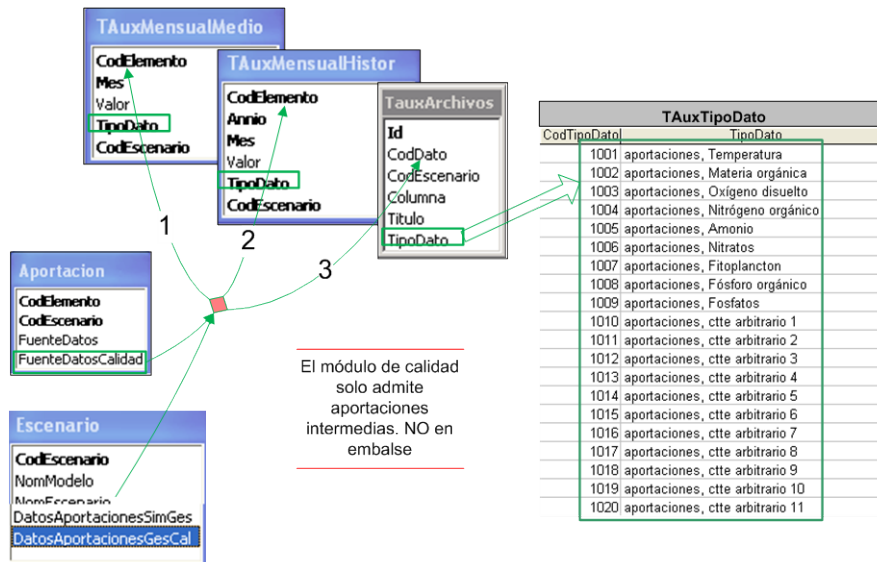 TAuxMensualMedio
CodElemento
Mes
Valor
TipoDato
CodEscenario
TAuxMensualHistor
CodElemento
Annio
Mes
Valor
TipoDato
CodEscenario
TauxArchivos
Id
CodDato
CodEscenario
Columna
Titulo
TipoDato
1
2
3
Aportacion
CodElemento
CodEscenario
FuenteDatos
FuenteDatosCalidad
Escenario
CodEscenario
NomModelo
NomEscenario
DatosAportacionesSimGes
DatosAportacionesGesCal
El módulo de calidad
solo admite
aportaciones
intermedias. NO en
embalse
TAuxTipoDato
CodTipoDato TipoDato
1001 aportaciones, Temperatura
1002 aportaciones, Materia orgánica
1003 aportaciones, Oxígeno disuelto
1004 aportaciones, Nitrógeno orgánico
1005 aportaciones, Amonio
1006 aportaciones, Nitratos
1007 aportaciones, Fitoplancton
1008 aportaciones, Fósforo orgánico
1009 aportaciones, Fosfatos
1010 aportaciones, ctte arbitrario 1
1011 aportaciones, ctte arbitrario 2
1012 aportaciones, ctte arbitrario 3
1013 aportaciones, ctte arbitrario 4
1014 aportaciones, ctte arbitrario 5
1015 aportaciones, ctte arbitrario 6
1016 aportaciones, ctte arbitrario 7
1017 aportaciones, ctte arbitrario 8
1018 aportaciones, ctte arbitrario 9
1019 aportaciones, ctte arbitrario 10
1020 aportaciones, ctte arbitrario 11